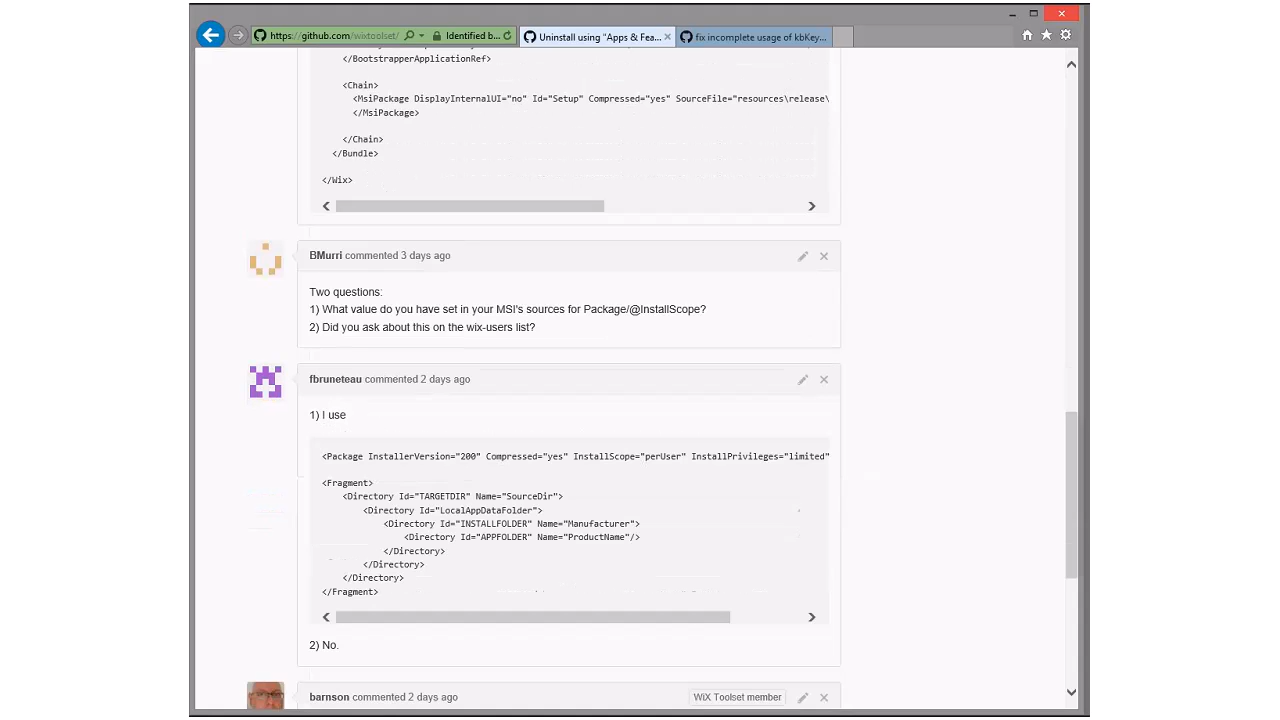 https://github.com/wixtoolset/
Identified b...
Uninstall using "Apps & Fea...
fix incomplete usage of kbKey...
</BootstrapperApplicationRef>
<Chain>
<MsiPackage DisplayInternalUI="no" Id="Setup" Compressed="yes" SourceFile="resources\release\
</MsiPackage>
</Chain>
</Bundle>
</Wix>
BMurri commented 3 days ago
Two questions:
1) What value do you have set in your MSI's sources for Package/@InstallScope?
2) Did you ask about this on the wix-users list?
fbruneteau commented 2 days ago
1) I use
<Package InstallerVersion="200" Compressed="yes" InstallScope="perUser" InstallPrivileges="limited"
<Fragment>
<Directory Id="TARGETDIR" Name="SourceDir">
<Directory Id="LocalAppDataFolder">
<Directory Id="INSTALLFOLDER" Name="Manufacturer">
<Directory Id="APPFOLDER" Name="ProductName"/>
</Directory>
</Directory>
</Directory>
</Fragment>
2) No.
barnson commented 2 days ago
WiX Toolset member